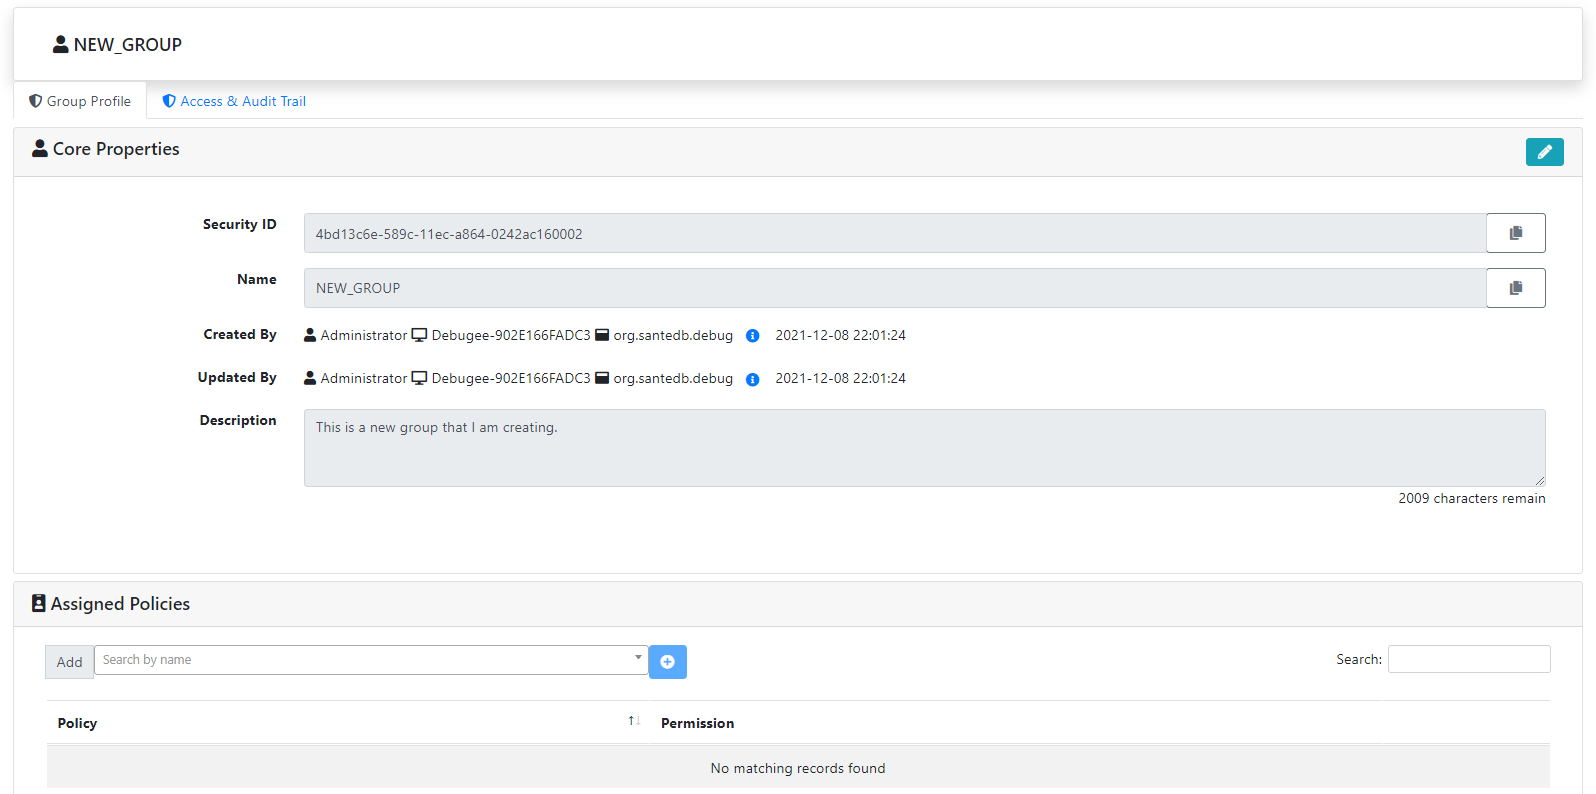 NEW_GROUP
Group Profile
Access & Audit Trail
Core Properties
Security ID
4bd13c6e-589c-11ec-a864-0242ac160002
Name
NEW_GROUP
Created By
Administrator Debugee-902E166FADC3 org.santedb.debug 2021-12-08 22:01:24
Updated By
Administrator Debugee-902E166FADC3 org.santedb.debug 2021-12-08 22:01:24
Description
This is a new group that I am creating.
2009 characters remain
Assigned Policies
Add
Search by name
Search:
Policy
Permission
No matching records found